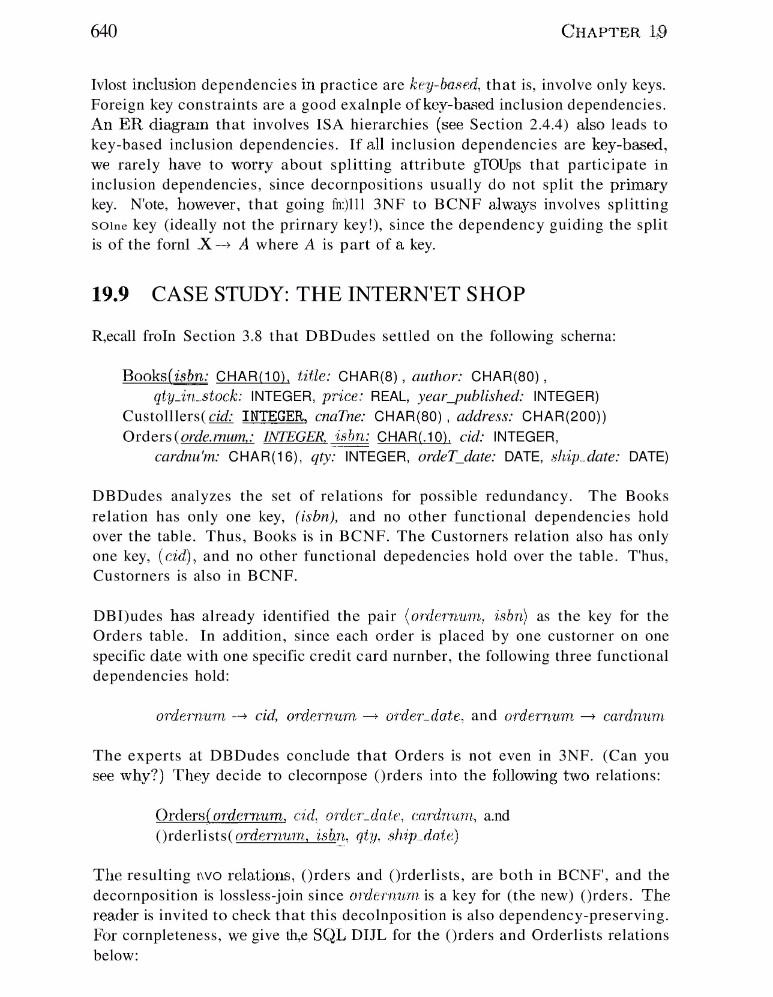 640 CHAPTER 19
Ivlost inclusion dependencies in practice are key-based, that is, involve only keys.
Foreign key constraints are a good exalnple of key-based inclusion dependencies.
An ER diagram that involves ISA hierarchies (see Section 2.4.4) also leads to
key-based inclusion dependencies. If all inclusion dependencies are key-based,
we rarely have to worry about splitting attribute gTOUps that participate in
inclusion dependencies, since decornpositions usually do not split the primary
key. N'ote, however, that going fn:)111 3NF to BCNF always involves splitting
sOlne key (ideally not the prirnary key!), since the dependency guiding the split
is of the fornl X → A where A is part of a key.
19.9 CASE STUDY: THE INTERN'ET SHOP
R,ecall froIn Section 3.8 that DBDudes settled on the following scherna:
Books(isbn: CHAR(10), title: CHAR(8) , author: CHAR(80) ,
qty_in_stock: INTEGER, price: REAL, year_published: INTEGER)
Custolllers( cid: INTEGER, cnaTne: CHAR(80) , address: CHAR(200))
Orders (orde.rnum,: INTEGER, isbn: CHAR(.10), cid: INTEGER,
cardnu'm: CHAR(16), qty: INTEGER, ordeT_date: DATE, ship_date: DATE)
DBDudes analyzes the set of relations for possible redundancy. The Books
relation has only one key, (isbn), and no other functional dependencies hold
over the table. Thus, Books is in BCNF. The Custorners relation also has only
one key, (cid), and no other functional depedencies hold over the table. T'hus,
Custorners is also in BCNF.
DBI)udes has already identified the pair (ordernum, isbn) as the key for the
Orders table. In addition, since each order is placed by one custorner on one
specific date with one specific credit card nurnber, the following three functional
dependencies hold:
ordernum → cid, ordernum → order_date, and ordernum → cardnum
The experts at DBDudes conclude that Orders is not even in 3NF. (Can you
see why?) They decide to clecornpose ()rders into the following two relations:
Orders(ordernum, cid, order_date, cardnum, a.nd
()rderlists( ordernum, isbn, qty, ship_date)
The resulting t\vo relations, ()rders and ()rderlists, are both in BCNF', and the
decornposition is lossless-join since ordernum is a key for (the new) ()rders. The
reader is invited to check that this decolnposition is also dependency-preserving.
For cornpleteness, we give th,e SQL DIJL for the ()rders and Orderlists relations
below: